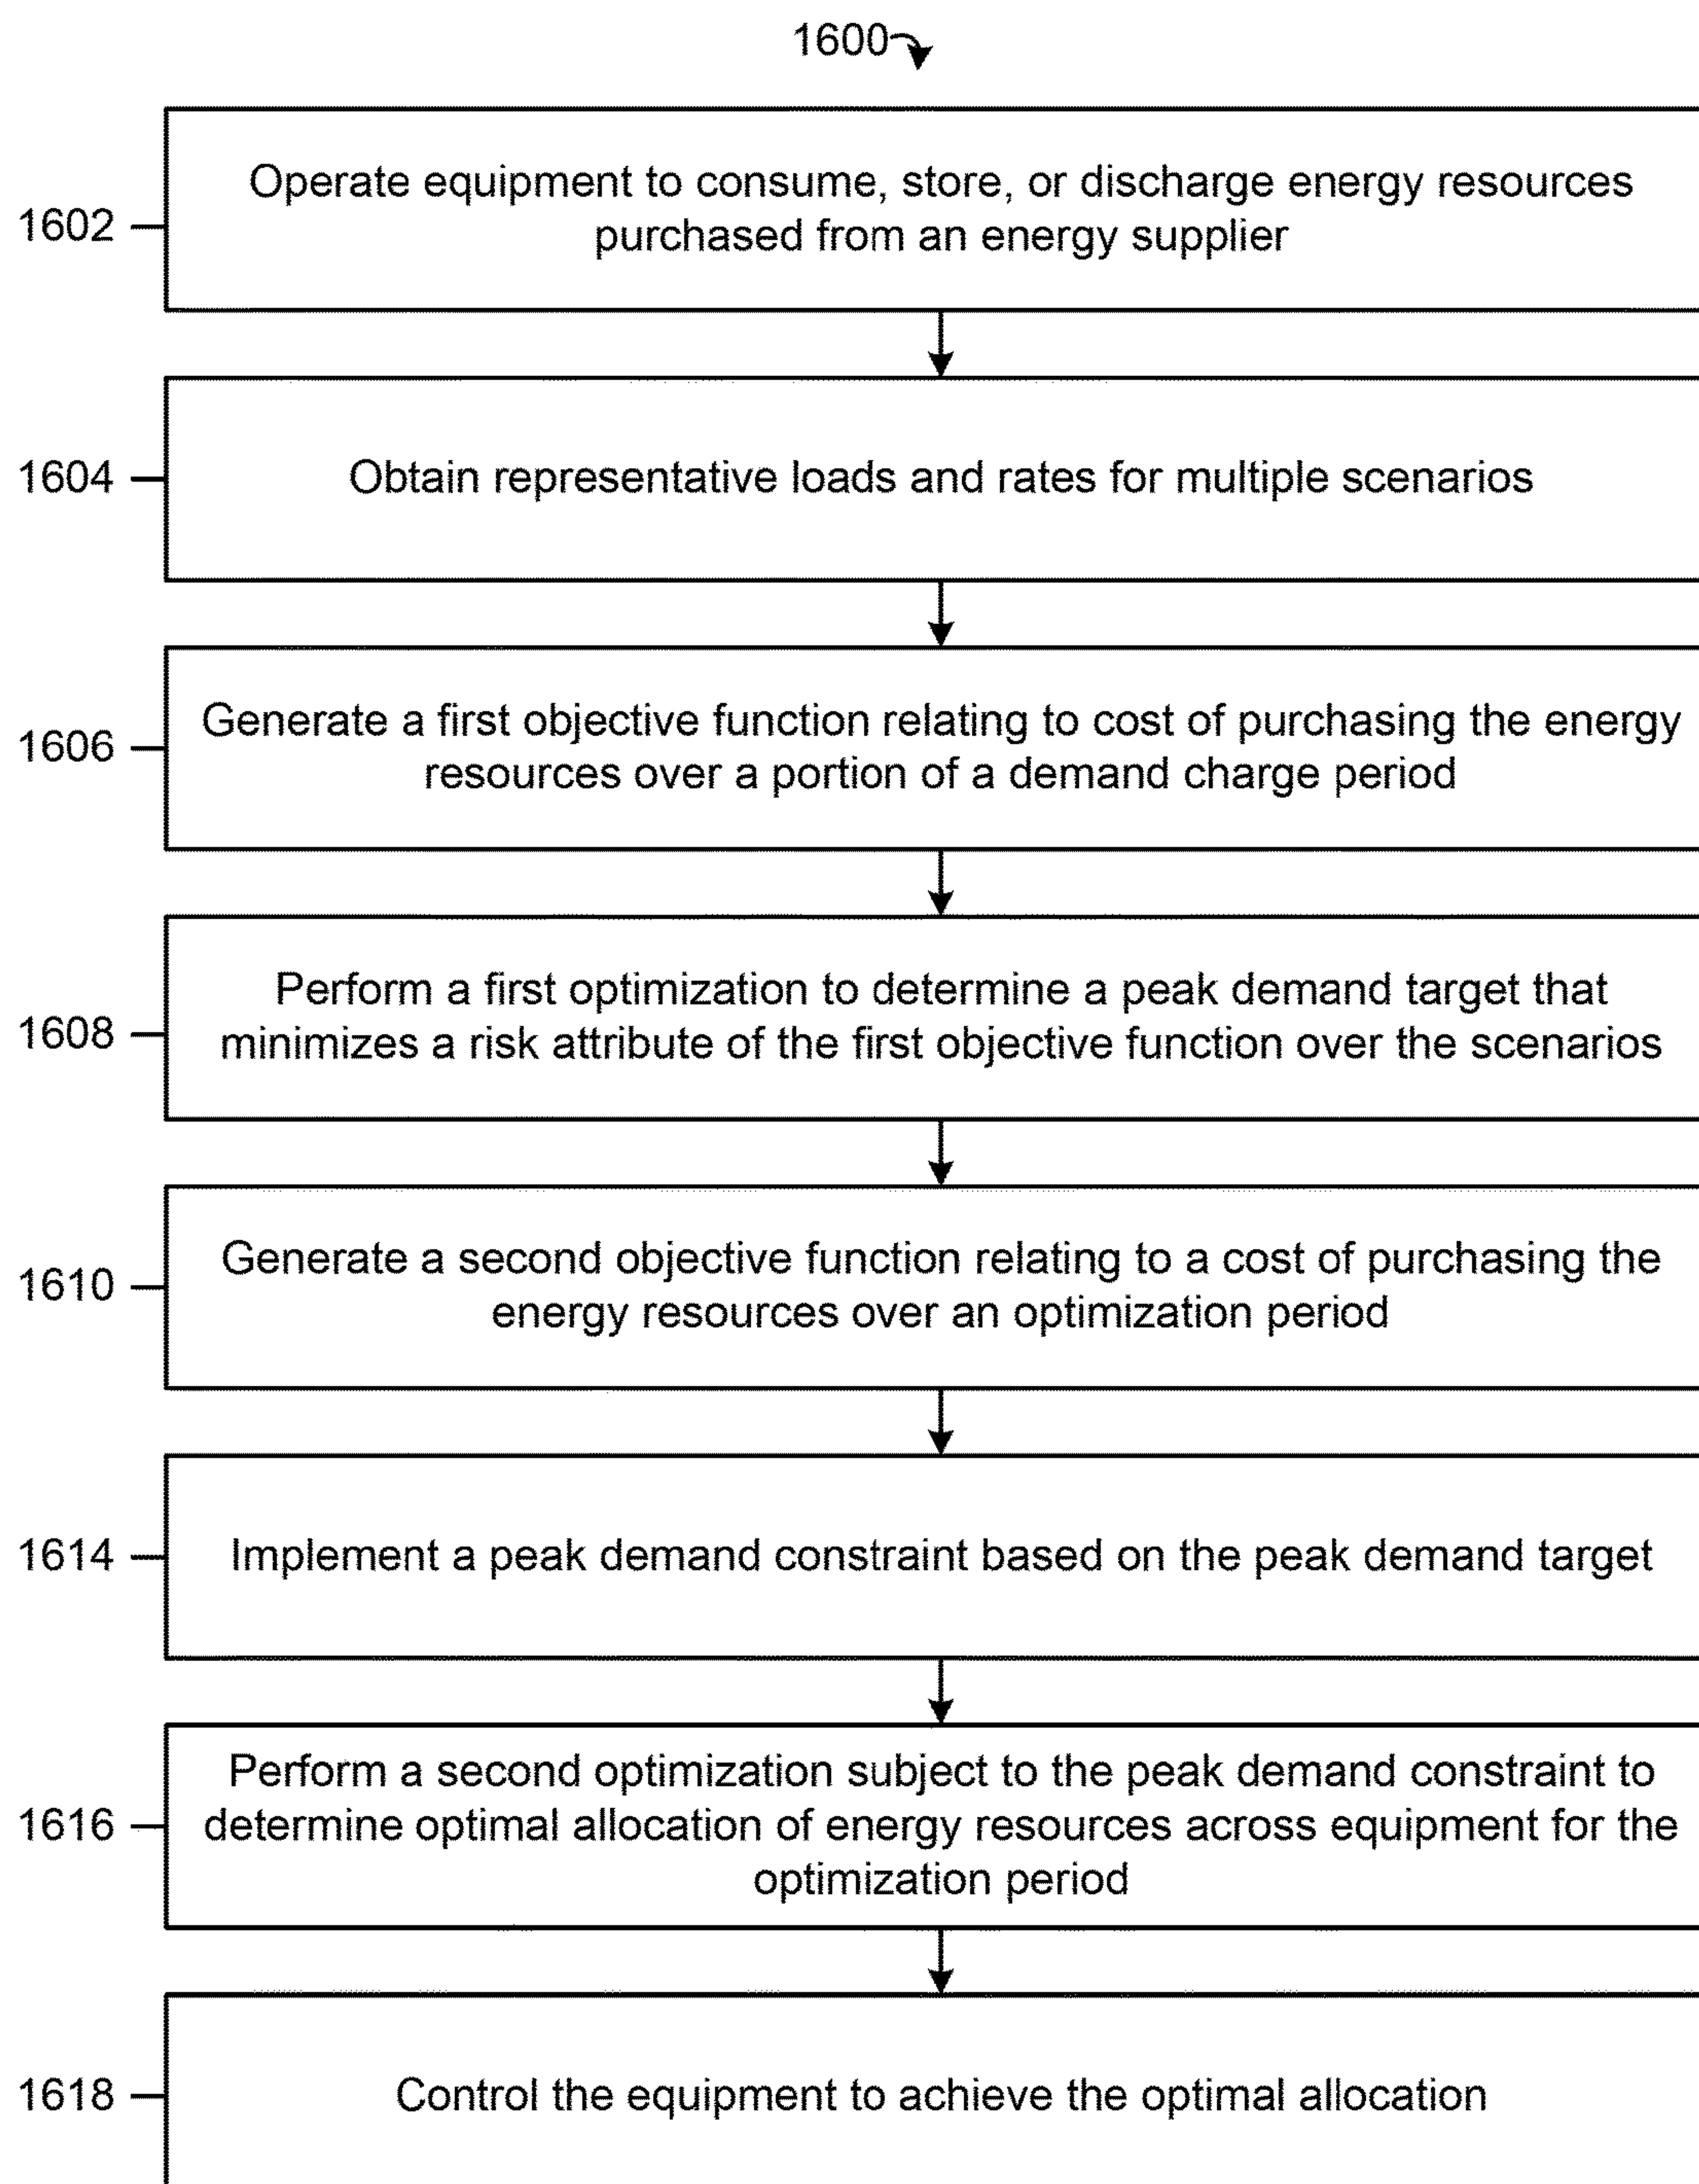 1600
1602
Operate equipment to consume, store, or discharge energy resources
purchased from an energy supplier
1604
Obtain representative loads and rates for multiple scenarios
1606
Generate a first objective function relating to cost of purchasing the energy
resources over a portion of a demand charge period
1608
Perform a first optimization to determine a peak demand target that
minimizes a risk attribute of the first objective function over the scenarios
1610
Generate a second objective function relating to a cost of purchasing the
energy resources over an optimization period
1614
Implement a peak demand constraint based on the peak demand target
1616
Perform a second optimization subject to the peak demand constraint to
determine optimal allocation of energy resources across equipment for the
optimization period
1618
Control the equipment to achieve the optimal allocation